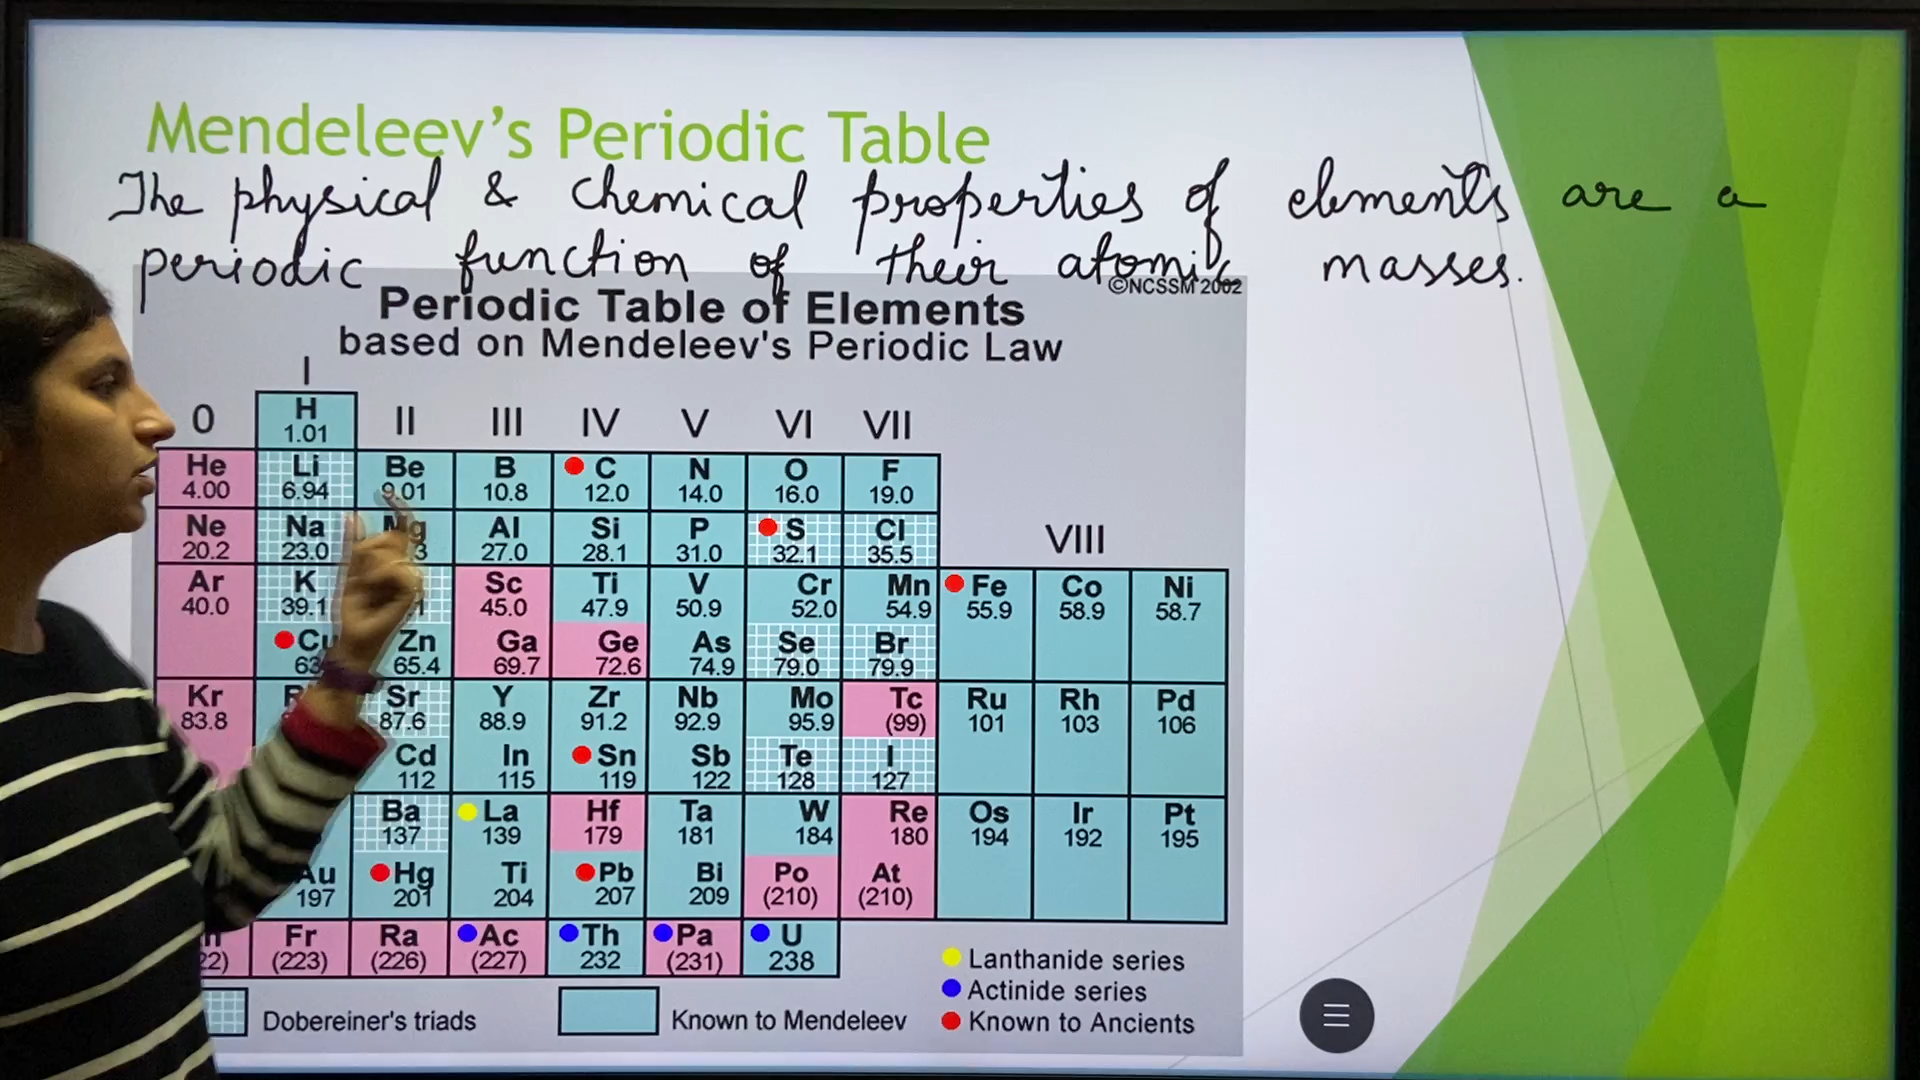 Mendeleev's Periodic Table
The physical & chemical properties of elements are a
periodic function of their atomic masses.
©NCSSM 2002
Periodic Table of Elements
based on Mendeleev's Periodic Law
I
0 H II III IV V VI VII
1.01
He Li Be B C N O F
4.00 6.94 9.01 10.8 12.0 14.0 16.0 19.0
Ne Na Mg Al Si P S Cl VIII
20.2 23.0 27.0 28.1 31.0 32.1 35.5
Ar K Sc Ti V Cr Mn Fe Co Ni
40.0 39.1 45.0 47.9 50.9 52.0 54.9 55.9 58.9 58.7
Cu Zn Ga Ge As Se Br
65.4 69.7 72.6 74.9 79.0 79.9
Kr Sr Y Zr Nb Mo Tc Ru Rh Pd
83.8 87.6 88.9 91.2 92.9 95.9 (99) 101 103 106
Cd In Sn Sb Te I
112 115 119 122 128 127
Ba La Hf Ta W Re Os Ir Pt
137 139 179 181 184 180 194 192 195
Au Hg Ti Pb Bi Po At
197 201 204 207 209 (210) (210)
Fr Ra Ac Th Pa U
(223) (226) (227) 232 (231) 238
Lanthanide series
Actinide series
Dobereiner's triads Known to Mendeleev Known to Ancients